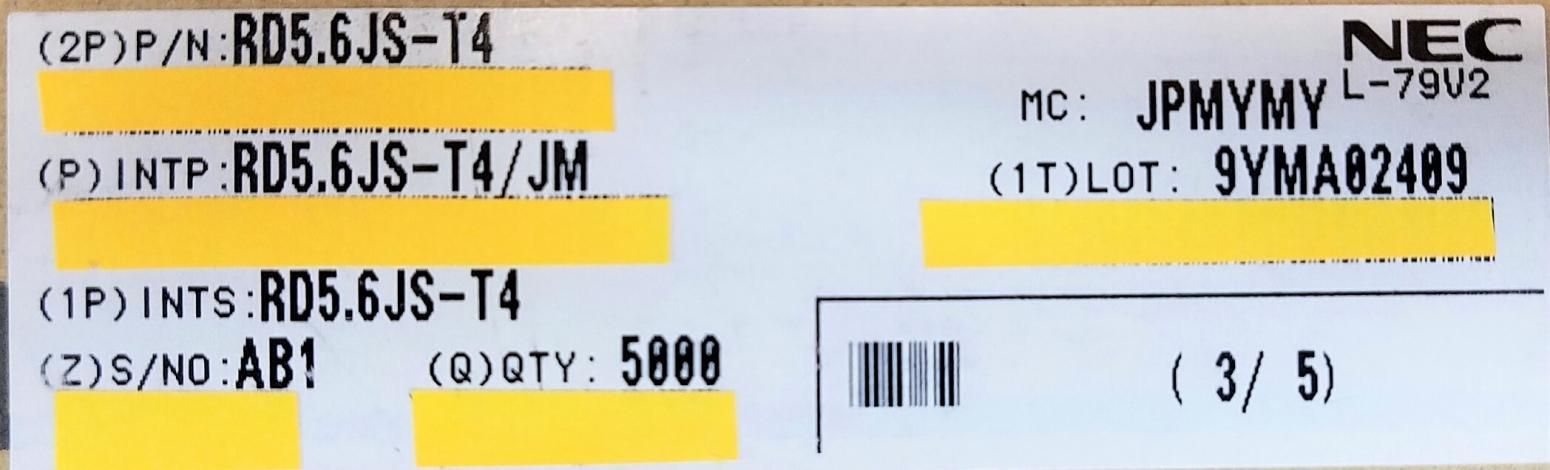 (2P)P/N:RD5.6JS-T4
NEC
L-79V2
MC: JPMYMY
(P)INTP:RD5.6JS-T4/JM
(1T)LOT: 9YMA02409
(1P)INTS:RD5.6JS-T4
(Z)S/NO:AB1 (Q)QTY: 5000
( 3/ 5)